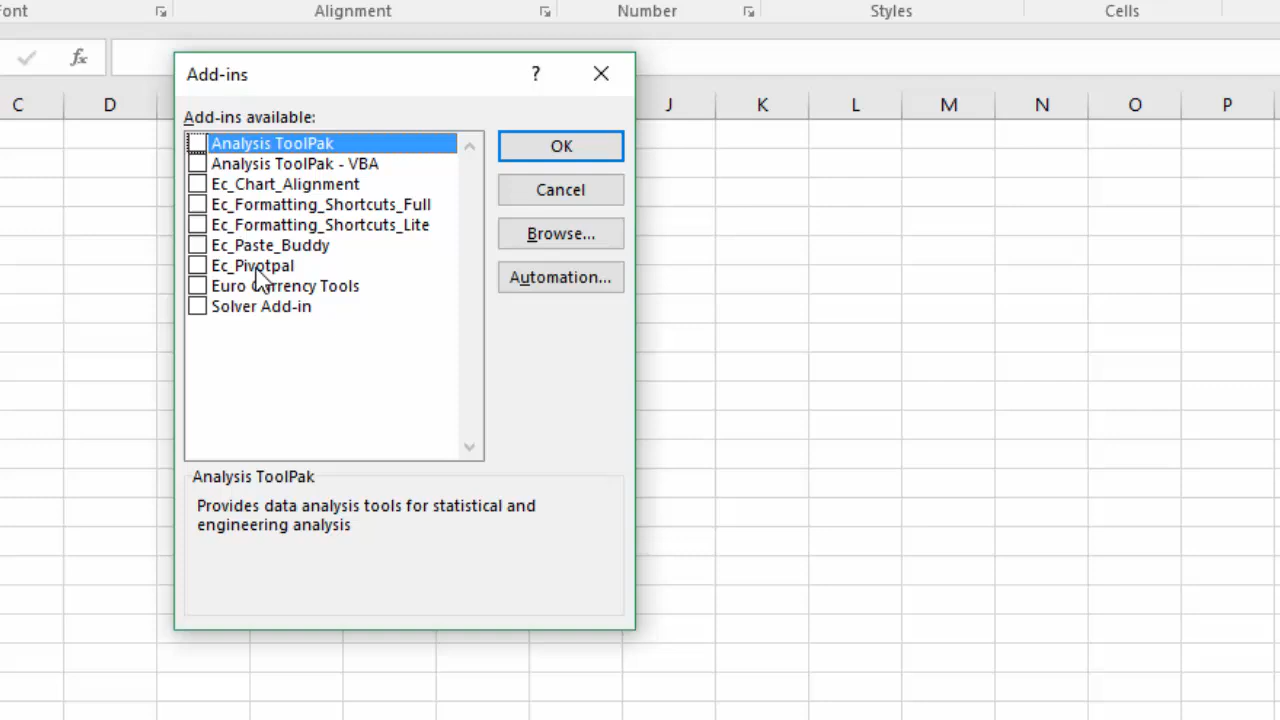 Font Alignment Number Styles Cells
fx
Add-ins ?
C D J K L M N O P
Add-ins available:
Analysis ToolPak
Analysis ToolPak - VBA
Ec_Chart_Alignment
Ec_Formatting_Shortcuts_Full
Ec_Formatting_Shortcuts_Lite
Ec_Paste_Buddy
Ec_Pivotpal
Euro Currency Tools
Solver Add-in
OK
Cancel
Browse...
Automation...
Analysis ToolPak
Provides data analysis tools for statistical and
engineering analysis